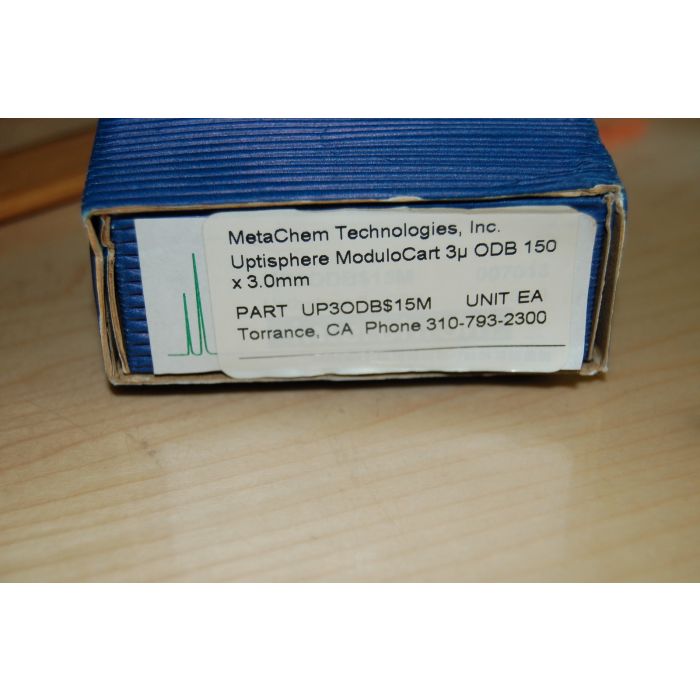 MetaChem Technologies, Inc.
Uptisphere ModuloCart 3µ ODB 150
x 3.0mm
PART UP3ODB$15M UNIT EA
Torrance, CA Phone 310-793-2300